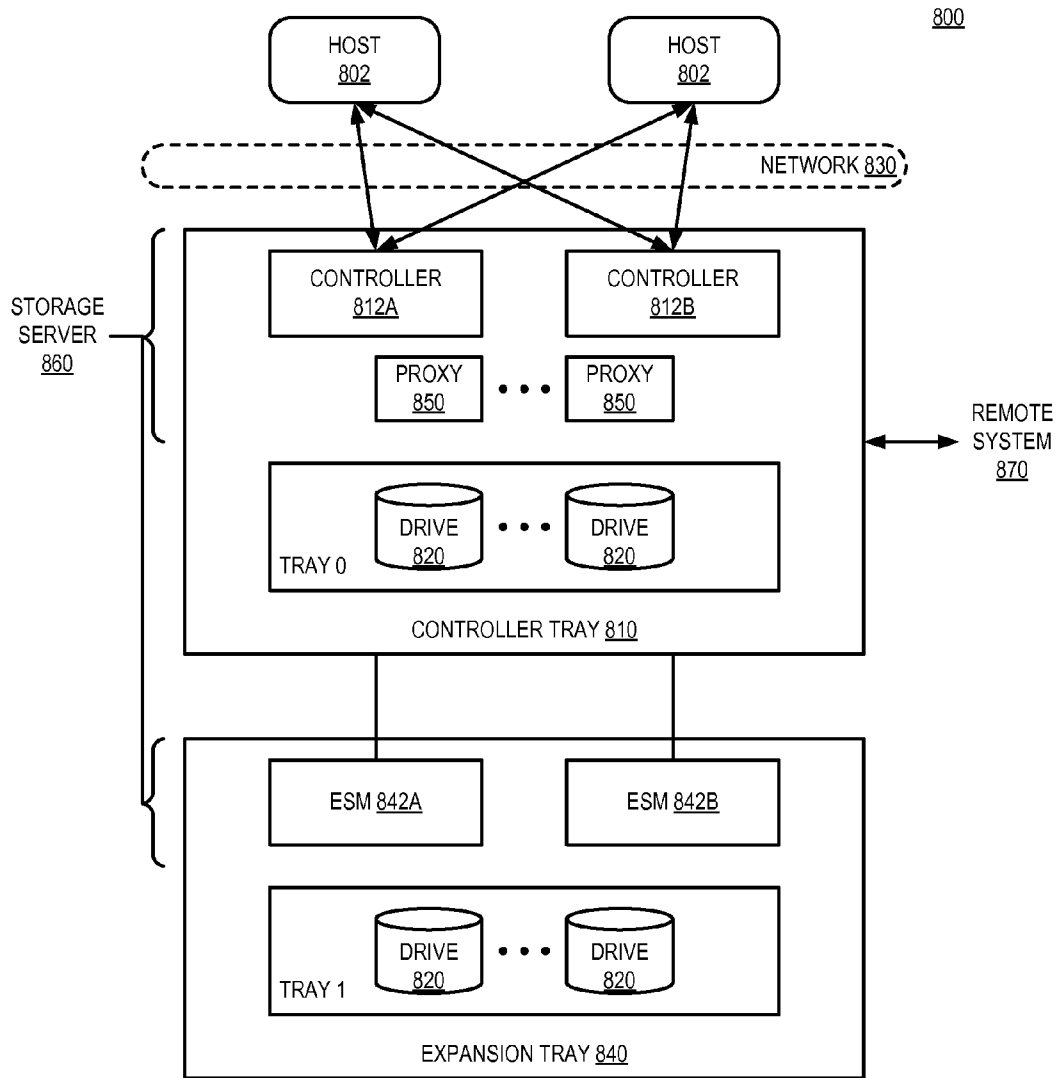 800
HOST
802
HOST
802
NETWORK 830
CONTROLLER
812A
CONTROLLER
812B
STORAGE
SERVER
860
PROXY
850
PROXY
850
REMOTE
SYSTEM
870
DRIVE
820
DRIVE
820
TRAY 0
CONTROLLER TRAY 810
ESM 842A
ESM 842B
DRIVE
820
DRIVE
820
TRAY 1
EXPANSION TRAY 840